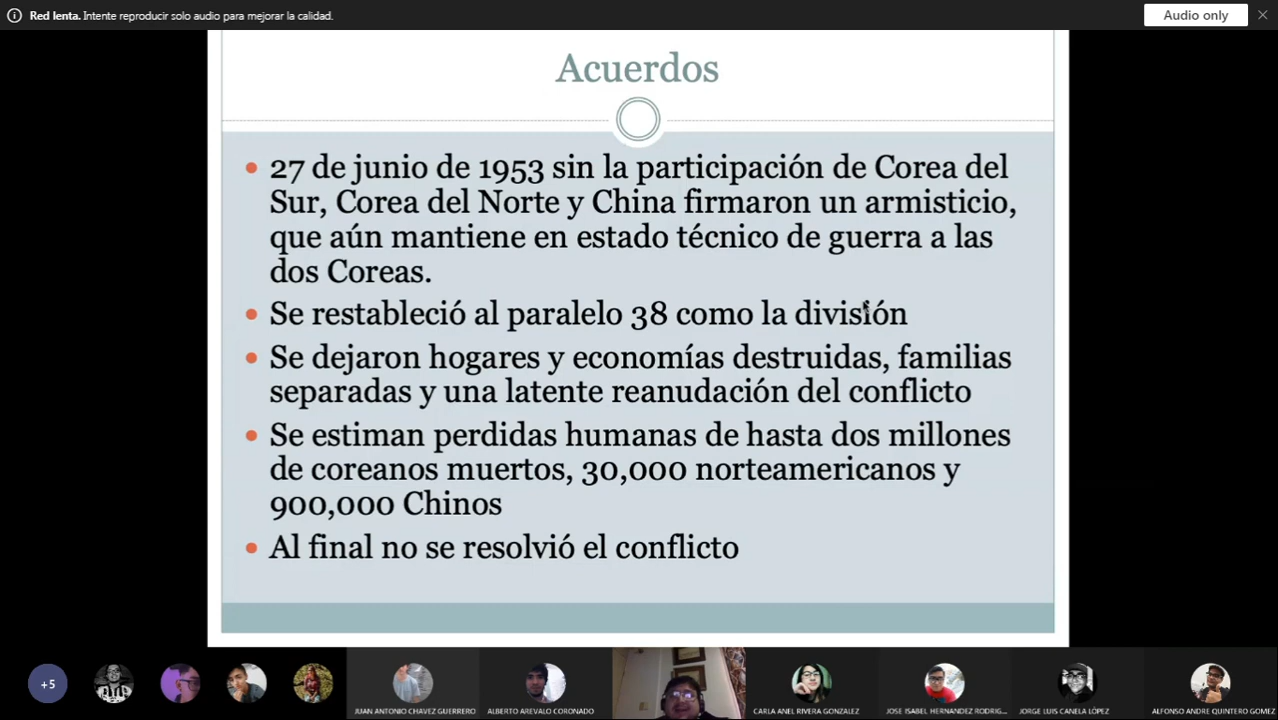 Red lenta. Intente reproducir solo audio para mejorar la calidad.
Audio only
Acuerdos
27 de junio de 1953 sin la participación de Corea del
Sur, Corea del Norte y China firmaron un armisticio,
que aún mantiene en estado técnico de guerra a las
dos Coreas.
Se restableció al paralelo 38 como la división
Se dejaron hogares y economías destruidas, familias
separadas y una latente reanudación del conflicto
Se estiman perdidas humanas de hasta dos millones
de coreanos muertos, 30,000 norteamericanos y
900,000 Chinos
Al final no se resolvió el conflicto
+5
JUAN ANTONIO CHAVEZ GUERRERO
ALBERTO AREVALO CORONADO
CARLA ANEL RIVERA GONZALEZ
JOSE ISABEL HERNANDEZ RODRIG...
JORGE LUIS CANELA LÓPEZ
ALFONSO ANDRE QUINTERO GOMEZ